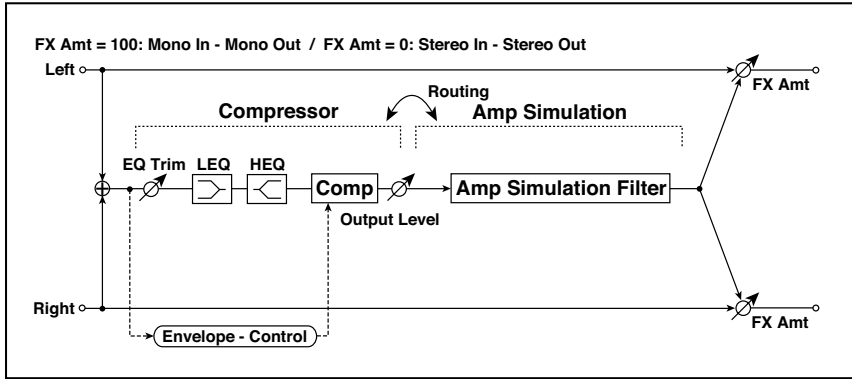 FX Amt = 100: Mono In - Mono Out / FX Amt = 0: Stereo In - Stereo Out
Left
FX Amt
Routing
Compressor
Amp Simulation
EQ Trim
LEQ
HEQ
Comp
Amp Simulation Filter
Output Level
Right
FX Amt
Envelope - Control